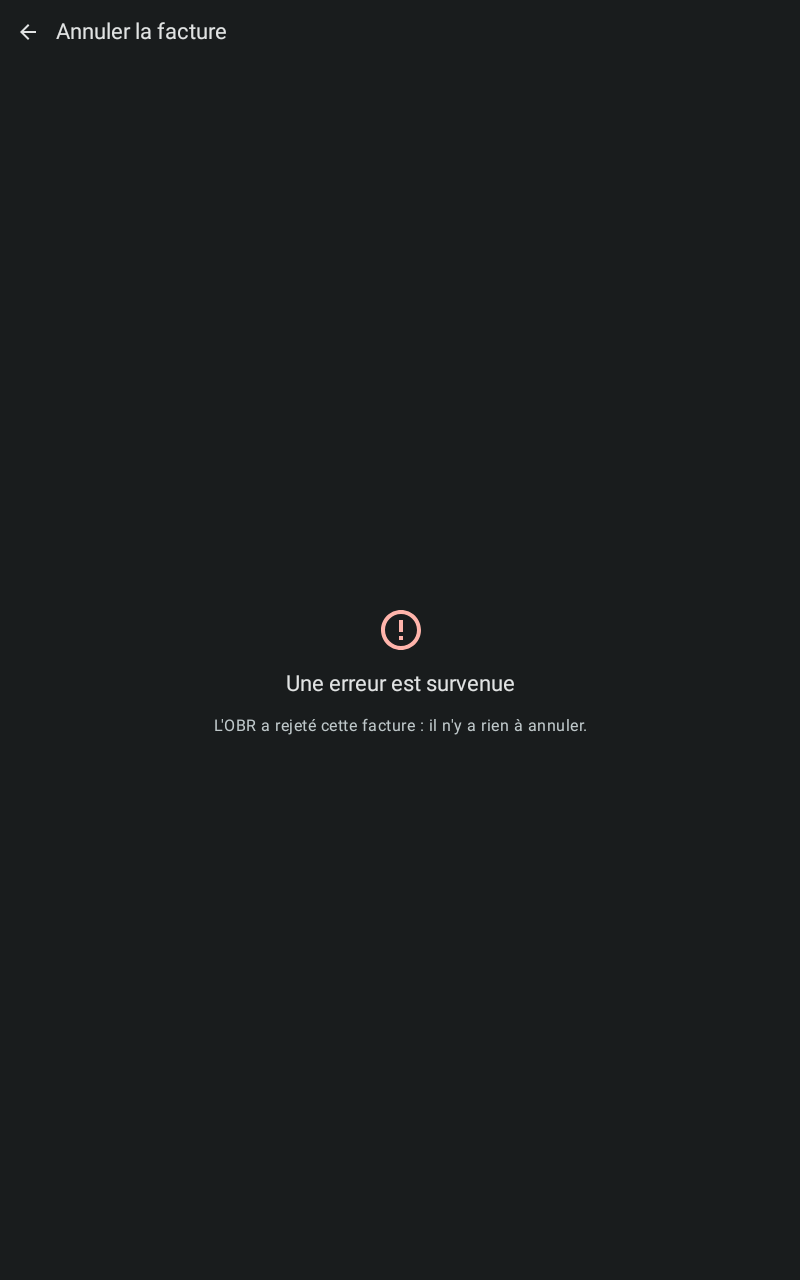 Annuler la facture
Une erreur est survenue
L'OBR a rejeté cette facture : il n'y a rien à annuler.